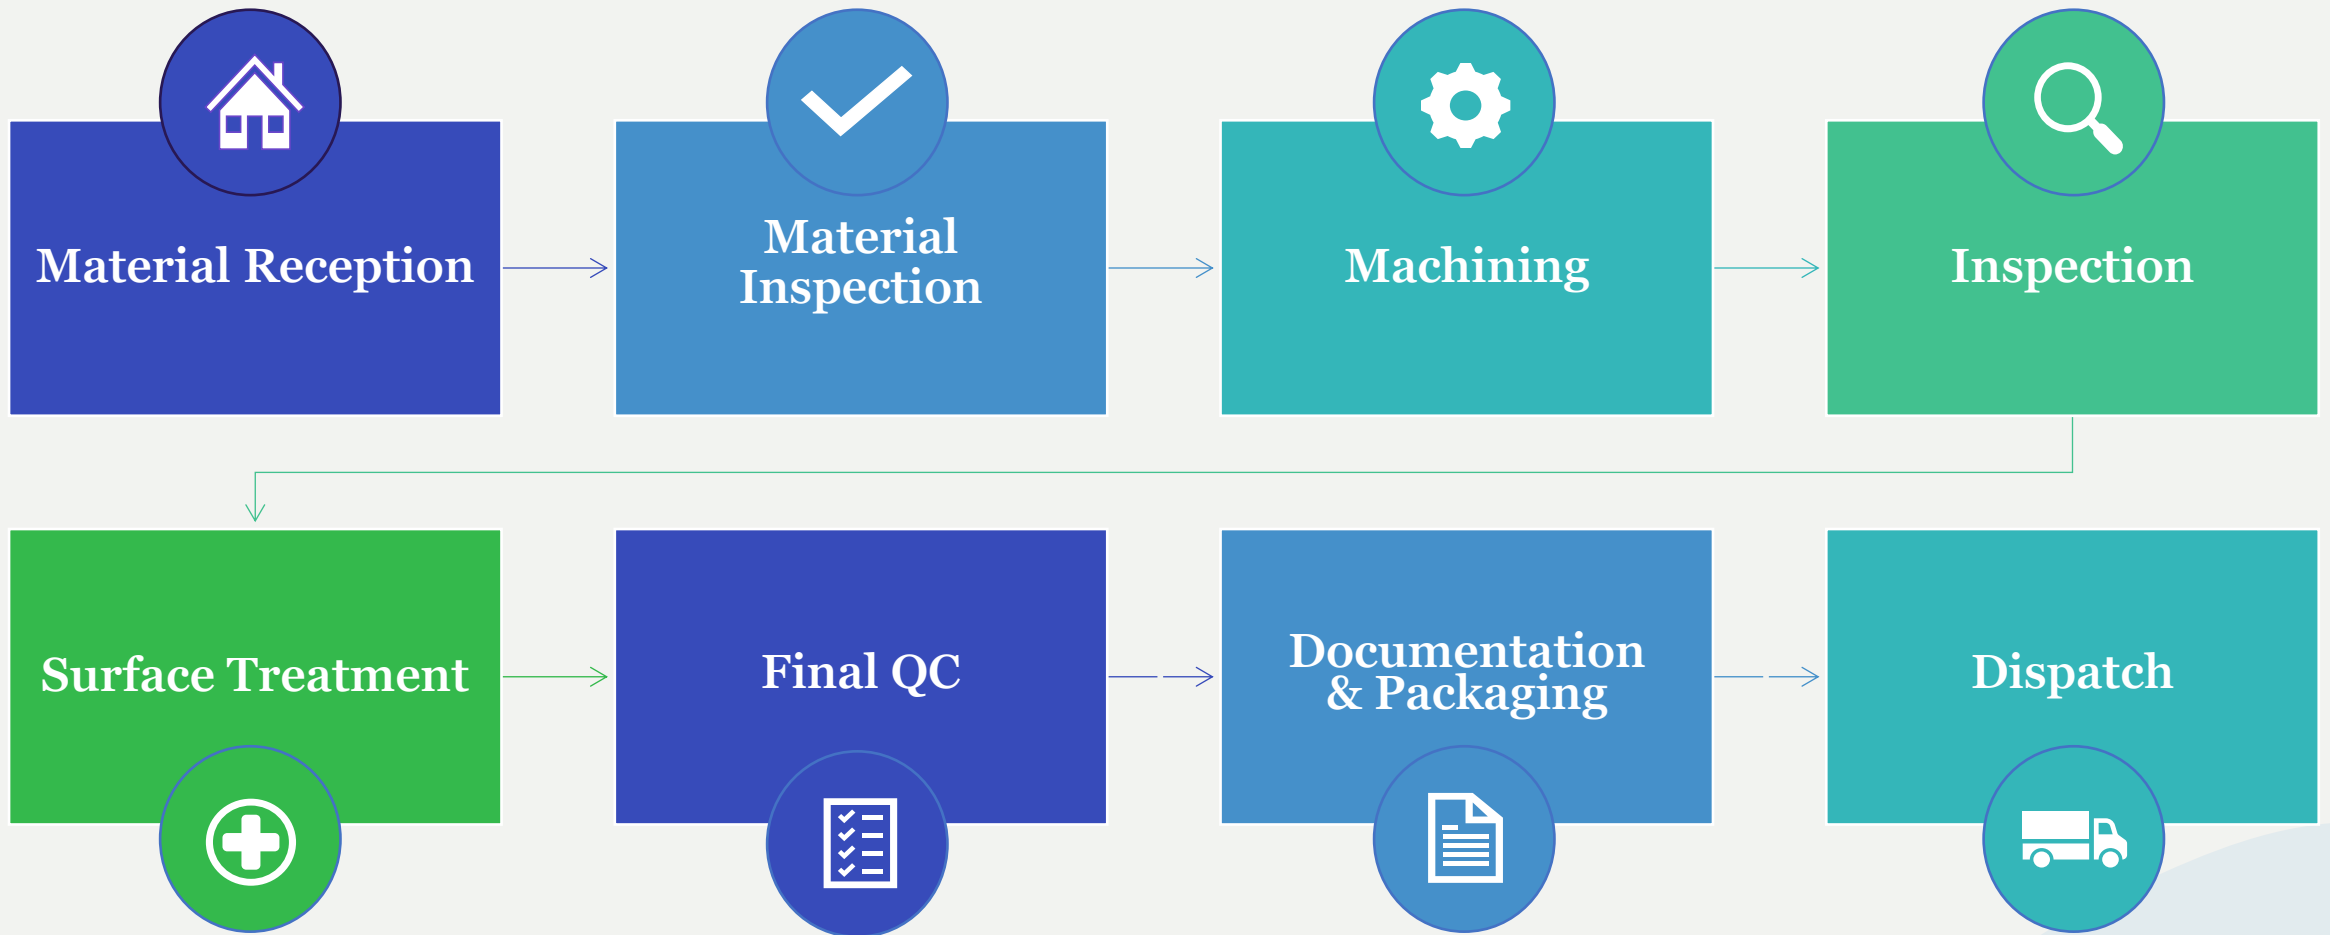 Material Reception
Material
Inspection
Machining
Inspection
Surface Treatment
Final QC
Documentation
& Packaging
Dispatch